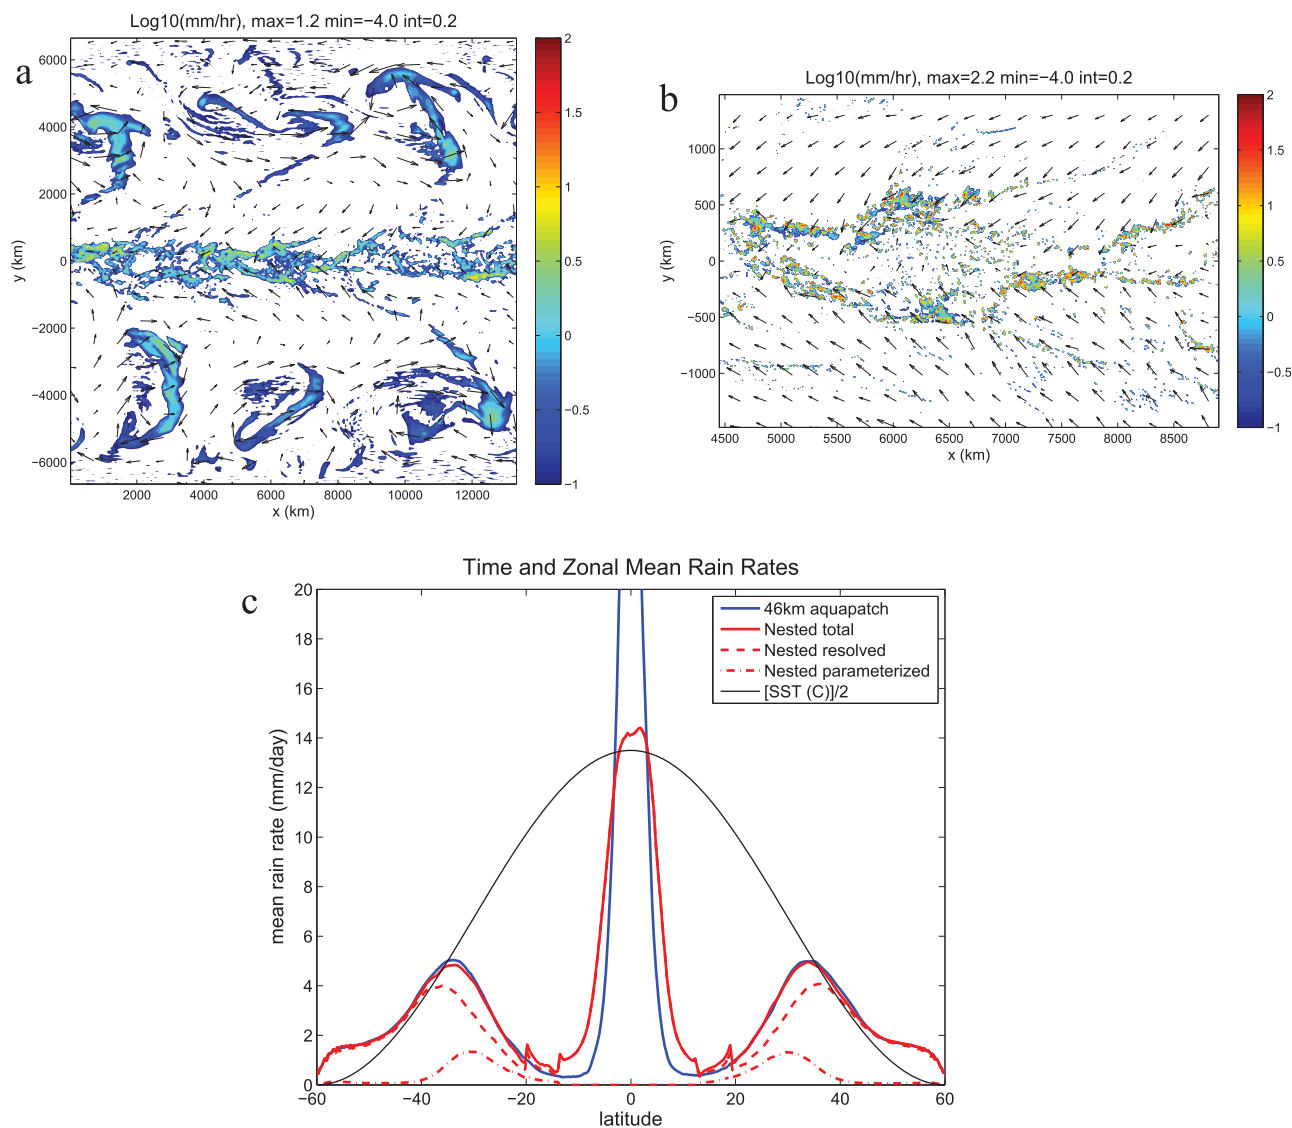 Log10(mm/hr), max=1.2 min=−4.0 int=0.2
a
6000
4000
2000
0
−2000
−4000
−6000
y (km)
2000 4000 6000 8000 10000 12000
x (km)
2
1.5
1
0.5
0
−0.5
−1
Log10(mm/hr), max=2.2 min=−4.0 int=0.2
b
1000
500
0
−500
−1000
y (km)
4500 5000 5500 6000 6500 7000 7500 8000 8500
x (km)
2
1.5
1
0.5
0
−0.5
−1
Time and Zonal Mean Rain Rates
c
20
18
16
14
12
10
8
6
4
2
0
mean rain rate (mm/day)
46km aquapatch
Nested total
Nested resolved
Nested parameterized
[SST (C)]/2
−60 −40 −20 0 20 40 60
latitude